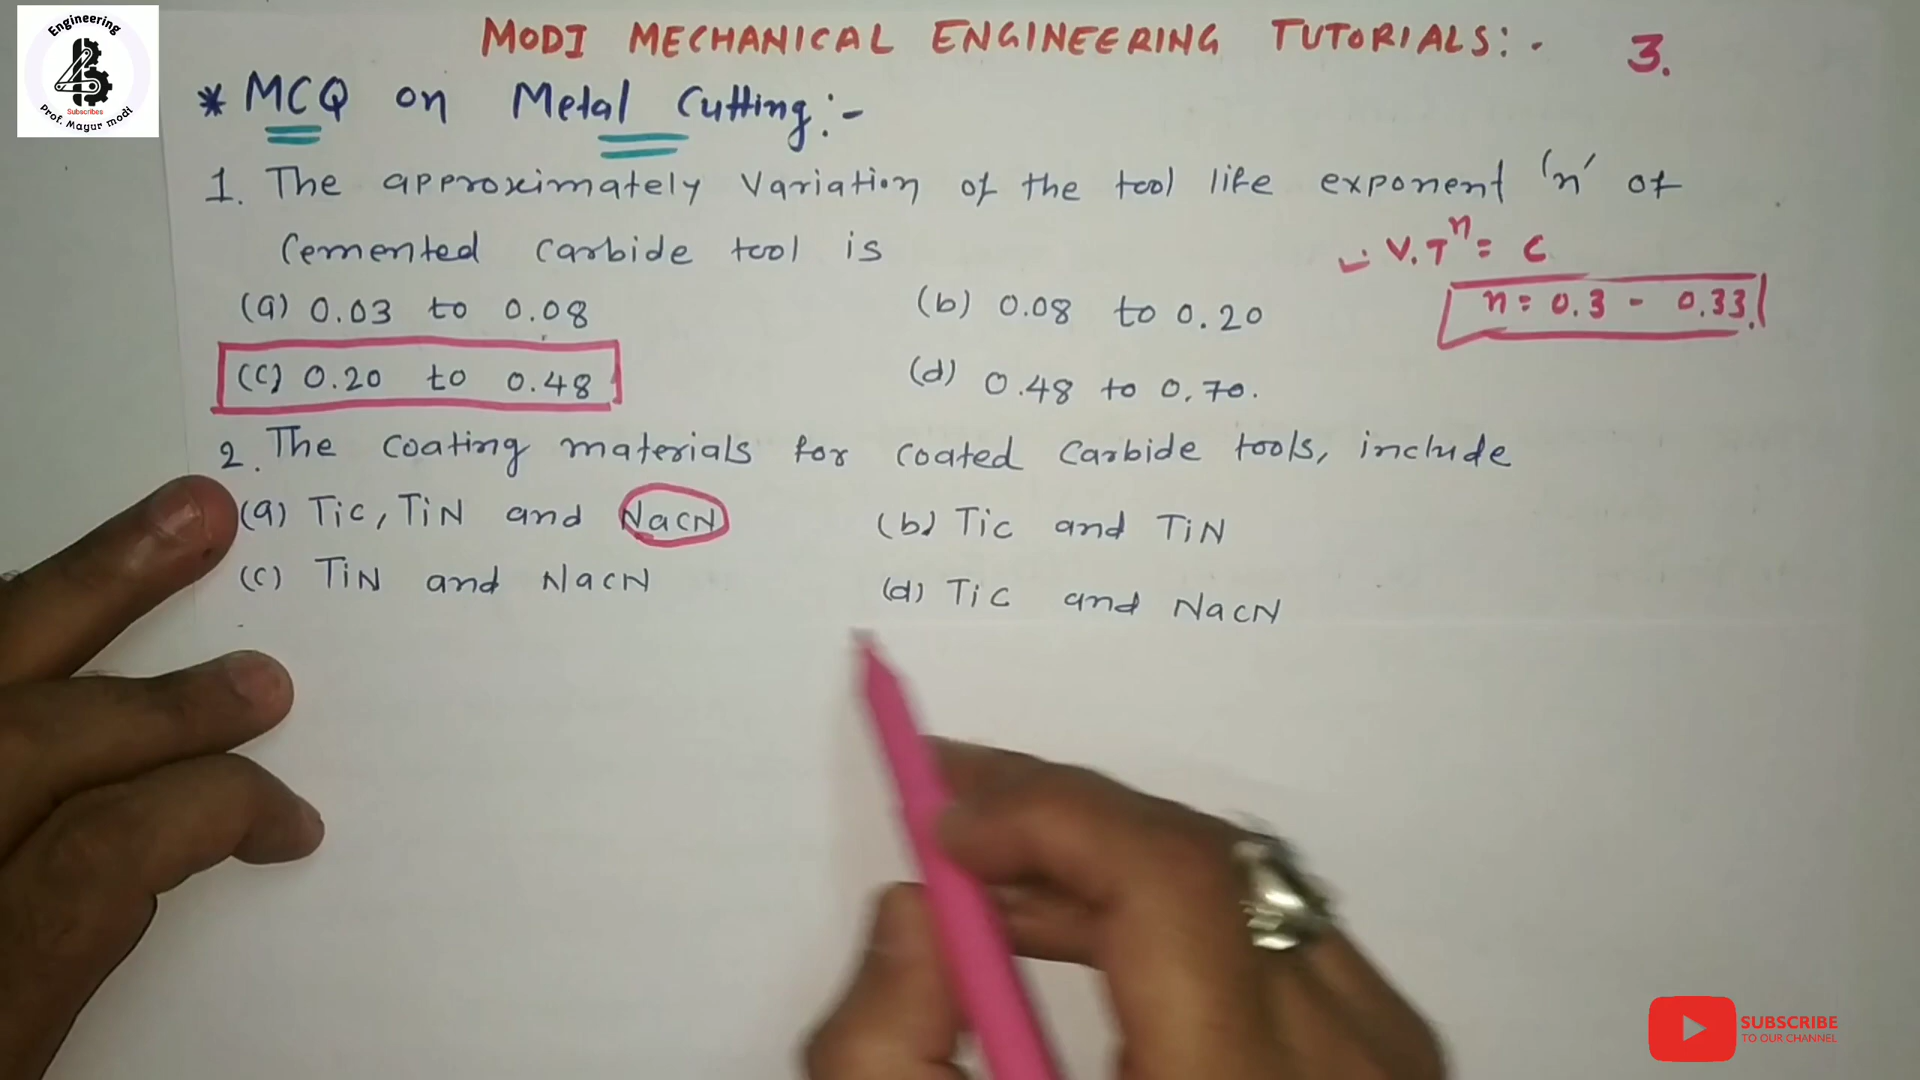 Engineering
Subscribes
Prof. Mayur modi
MODI MECHANICAL ENGINEERING TUTORIALS:- 3.
* MCQ on Metal Cutting:-
1. The approximately variation of the tool life exponent 'n' of
Cemented carbide tool is
V.T^n = C
(a) 0.03 to 0.08 (b) 0.08 to 0.20
n = 0.3 - 0.33.
(c) 0.20 to 0.48 (d) 0.48 to 0.70.
2. The coating materials for coated carbide tools, include
(a) Tic, TiN and NaCN (b) Tic and TiN
(c) TiN and NaCN (d) Tic and NaCN
SUBSCRIBE
TO OUR CHANNEL